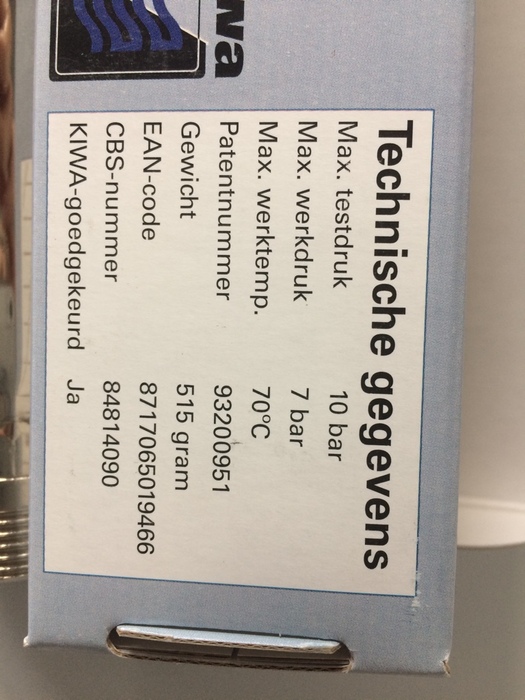 Technische gegevens
Max. testdruk 10 bar
Max. werkdruk 7 bar
Max. werktemp. 70°C
Patentnummer 93200951
Gewicht 515 gram
EAN-code 8717065019466
CBS-nummer 84814090
KIWA-goedgekeurd Ja